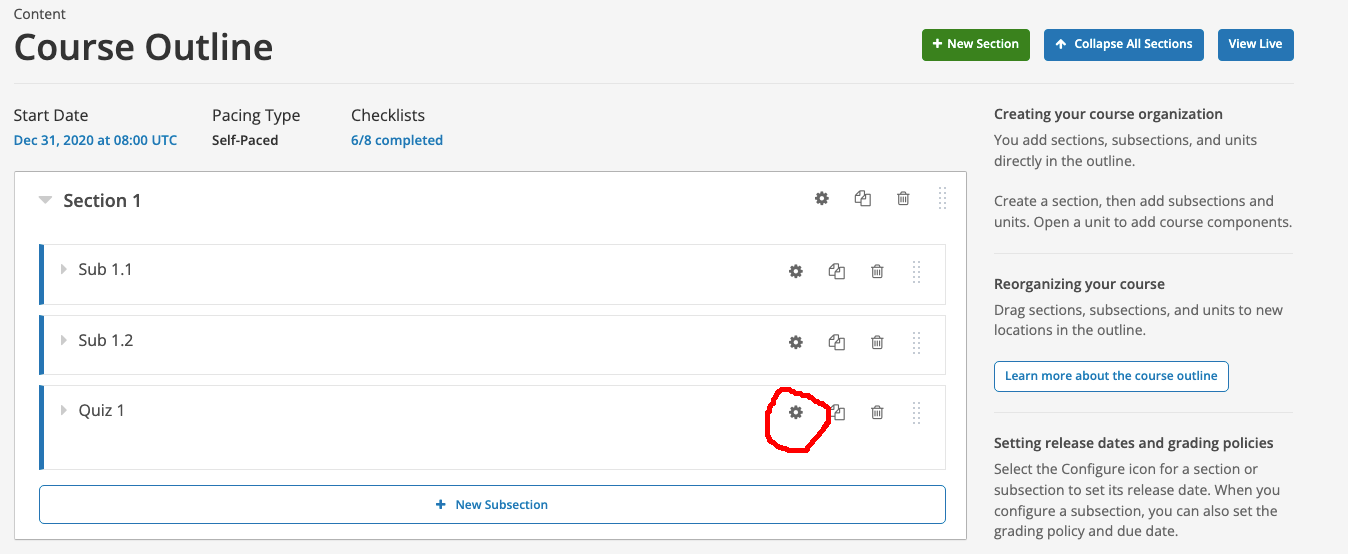 Content
Course Outline
+ New Section
Collapse All Sections
View Live
Start Date
Pacing Type
Checklists
Dec 31, 2020 at 08:00 UTC
Self-Paced
6/8 completed
Section 1
Sub 1.1
Sub 1.2
Quiz 1
+ New Subsection
Creating your course organization
You add sections, subsections, and units
directly in the outline.
Create a section, then add subsections and
units. Open a unit to add course components.
Reorganizing your course
Drag sections, subsections, and units to new
locations in the outline.
Learn more about the course outline
Setting release dates and grading policies
Select the Configure icon for a section or
subsection to set its release date. When you
configure a subsection, you can also set the
grading policy and due date.